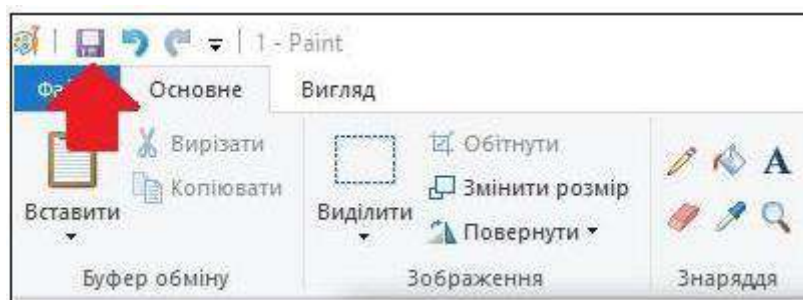 1 - Paint
Основне Вигляд
Вирізати
Копіювати
Вставити
Буфер обміну
Виділити
Обітнути
Змінити розмір
Повернути
Зображення
A
Знаряддя